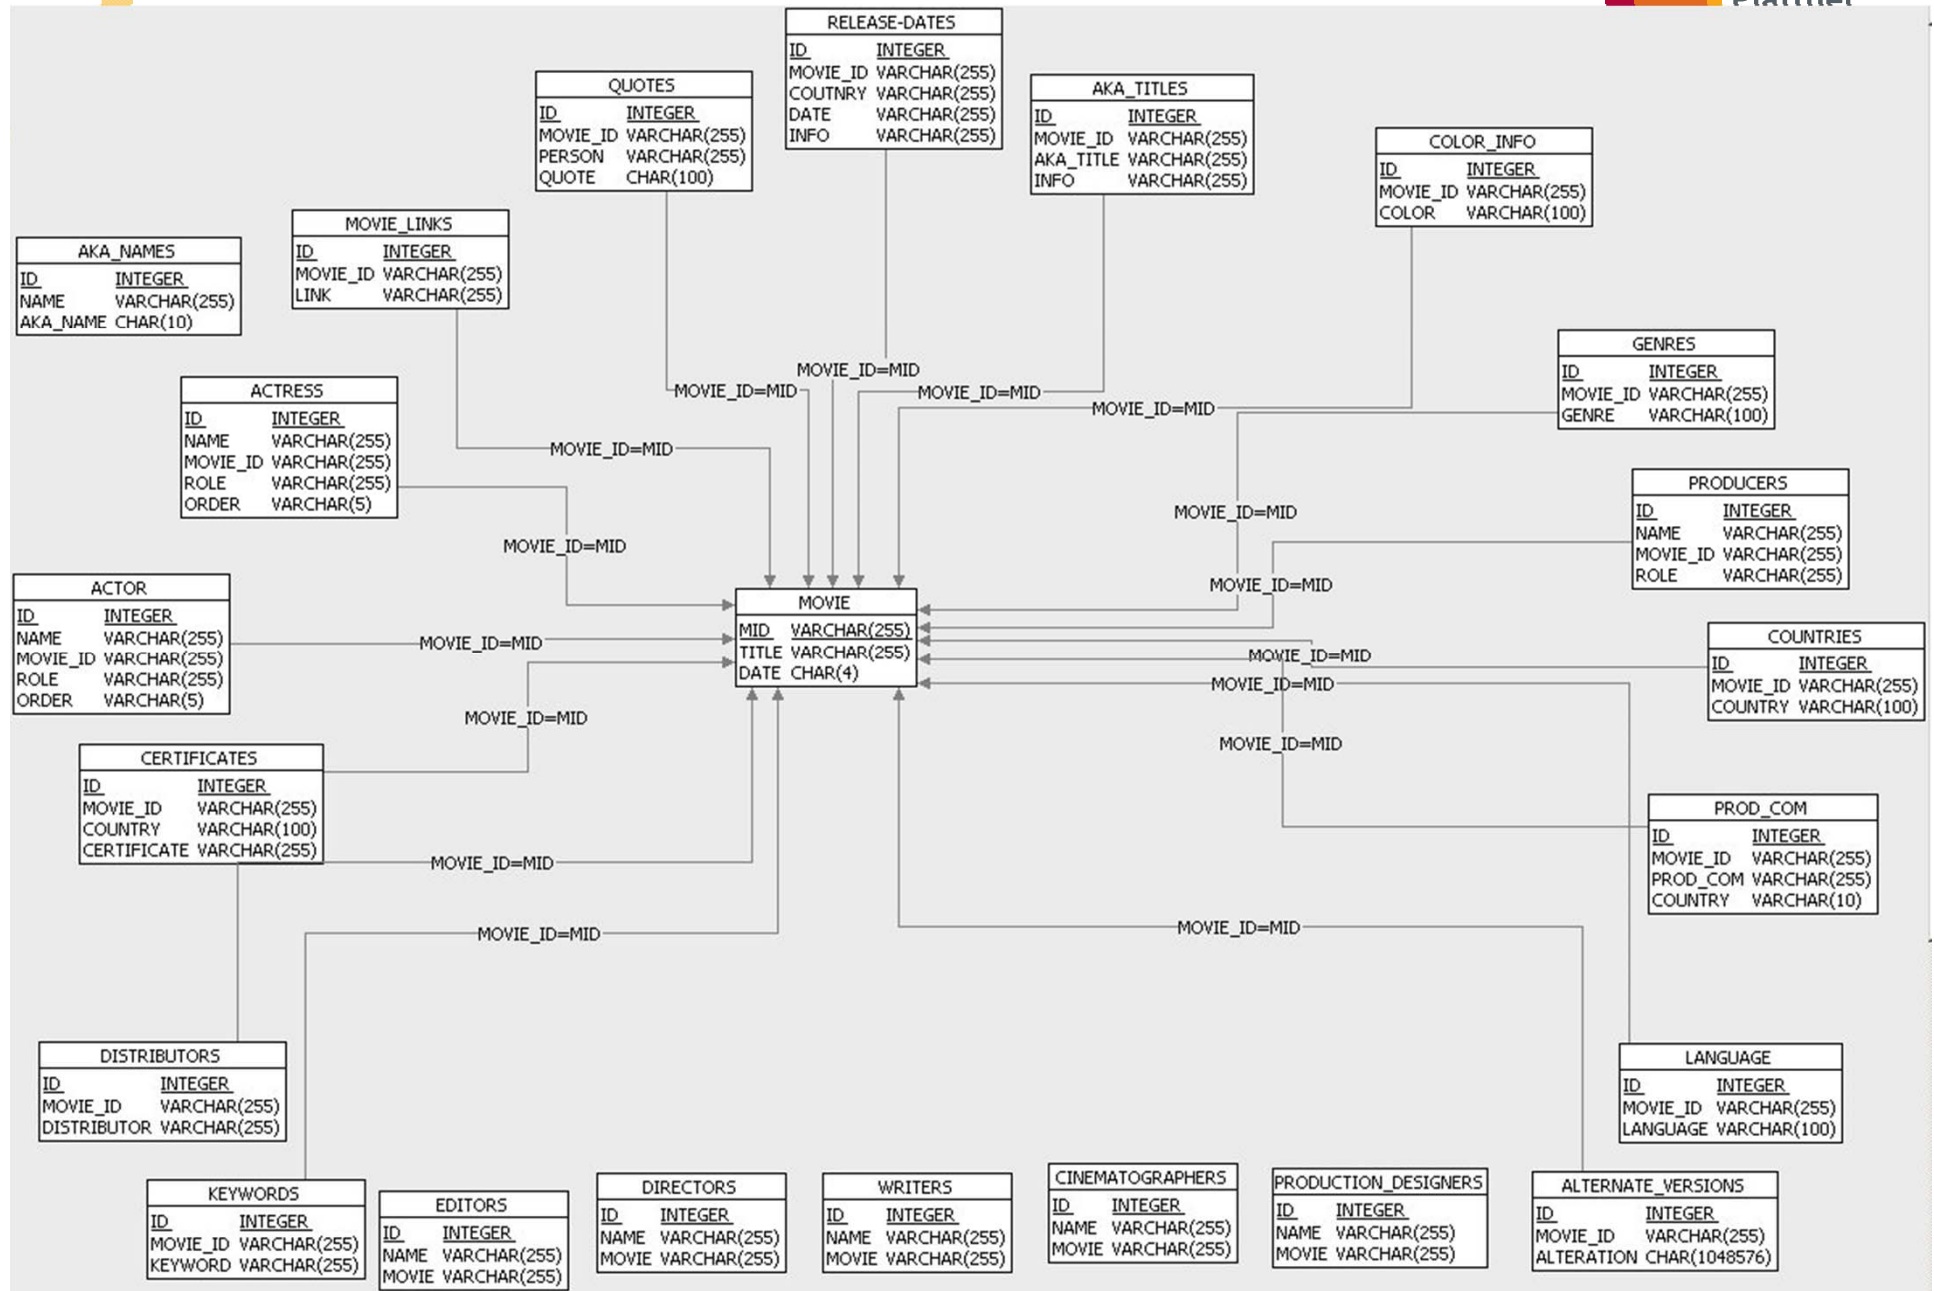 RELEASE-DATES
ID INTEGER
MOVIE_ID VARCHAR(255)
COUTNRY VARCHAR(255)
DATE VARCHAR(255)
INFO VARCHAR(255)
QUOTES
ID INTEGER
MOVIE_ID VARCHAR(255)
PERSON VARCHAR(255)
QUOTE CHAR(100)
AKA_TITLES
ID INTEGER
MOVIE_ID VARCHAR(255)
AKA_TITLE VARCHAR(255)
INFO VARCHAR(255)
COLOR_INFO
ID INTEGER
MOVIE_ID VARCHAR(255)
COLOR VARCHAR(100)
MOVIE_LINKS
ID INTEGER
MOVIE_ID VARCHAR(255)
LINK VARCHAR(255)
AKA_NAMES
ID INTEGER
NAME VARCHAR(255)
AKA_NAME CHAR(10)
GENRES
ID INTEGER
MOVIE_ID VARCHAR(255)
GENRE VARCHAR(100)
MOVIE_ID=MID
MOVIE_ID=MID
MOVIE_ID=MID
MOVIE_ID=MID
MOVIE_ID=MID
ACTRESS
ID INTEGER
NAME VARCHAR(255)
MOVIE_ID VARCHAR(255)
ROLE VARCHAR(255)
ORDER VARCHAR(5)
PRODUCERS
ID INTEGER
NAME VARCHAR(255)
MOVIE_ID VARCHAR(255)
ROLE VARCHAR(255)
MOVIE_ID=MID
MOVIE_ID=MID
MOVIE_ID=MID
ACTOR
ID INTEGER
NAME VARCHAR(255)
MOVIE_ID VARCHAR(255)
ROLE VARCHAR(255)
ORDER VARCHAR(5)
MOVIE_ID=MID
MOVIE
MID VARCHAR(255)
TITLE VARCHAR(255)
DATE CHAR(4)
MOVIE_ID=MID
MOVIE_ID=MID
COUNTRIES
ID INTEGER
MOVIE_ID VARCHAR(255)
COUNTRY VARCHAR(100)
MOVIE_ID=MID
MOVIE_ID=MID
CERTIFICATES
ID INTEGER
MOVIE_ID VARCHAR(255)
COUNTRY VARCHAR(100)
CERTIFICATE VARCHAR(255)
PROD_COM
ID INTEGER
MOVIE_ID VARCHAR(255)
PROD_COM VARCHAR(255)
COUNTRY VARCHAR(10)
MOVIE_ID=MID
MOVIE_ID=MID
MOVIE_ID=MID
DISTRIBUTORS
ID INTEGER
MOVIE_ID VARCHAR(255)
DISTRIBUTOR VARCHAR(255)
LANGUAGE
ID INTEGER
MOVIE_ID VARCHAR(255)
LANGUAGE VARCHAR(100)
KEYWORDS
ID INTEGER
MOVIE_ID VARCHAR(255)
KEYWORD VARCHAR(255)
EDITORS
ID INTEGER
NAME VARCHAR(255)
MOVIE VARCHAR(255)
DIRECTORS
ID INTEGER
NAME VARCHAR(255)
MOVIE VARCHAR(255)
WRITERS
ID INTEGER
NAME VARCHAR(255)
MOVIE VARCHAR(255)
CINEMATOGRAPHERS
ID INTEGER
NAME VARCHAR(255)
MOVIE VARCHAR(255)
PRODUCTION_DESIGNERS
ID INTEGER
NAME VARCHAR(255)
MOVIE VARCHAR(255)
ALTERNATE_VERSIONS
ID INTEGER
MOVIE_ID VARCHAR(255)
ALTERATION CHAR(1048576)